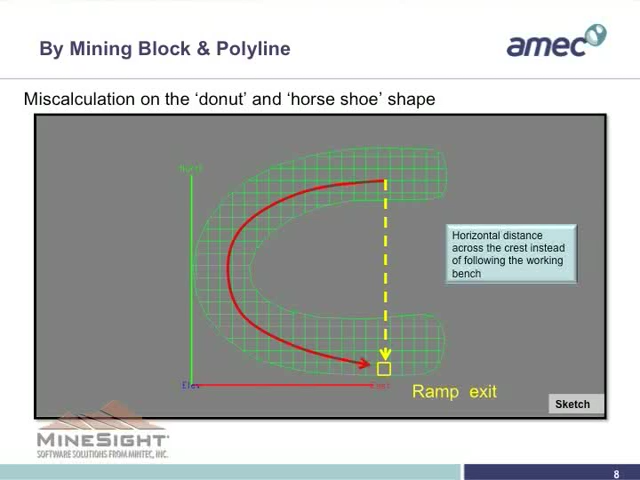 By Mining Block & Polyline
amec
Miscalculation on the ‘donut’ and ‘horse shoe’ shape
North
Horizontal distance
across the crest instead
of following the working
bench
Elev
East
Ramp exit
Sketch
MINESIGHT®
SOFTWARE SOLUTIONS FROM MINTEC, INC.
8